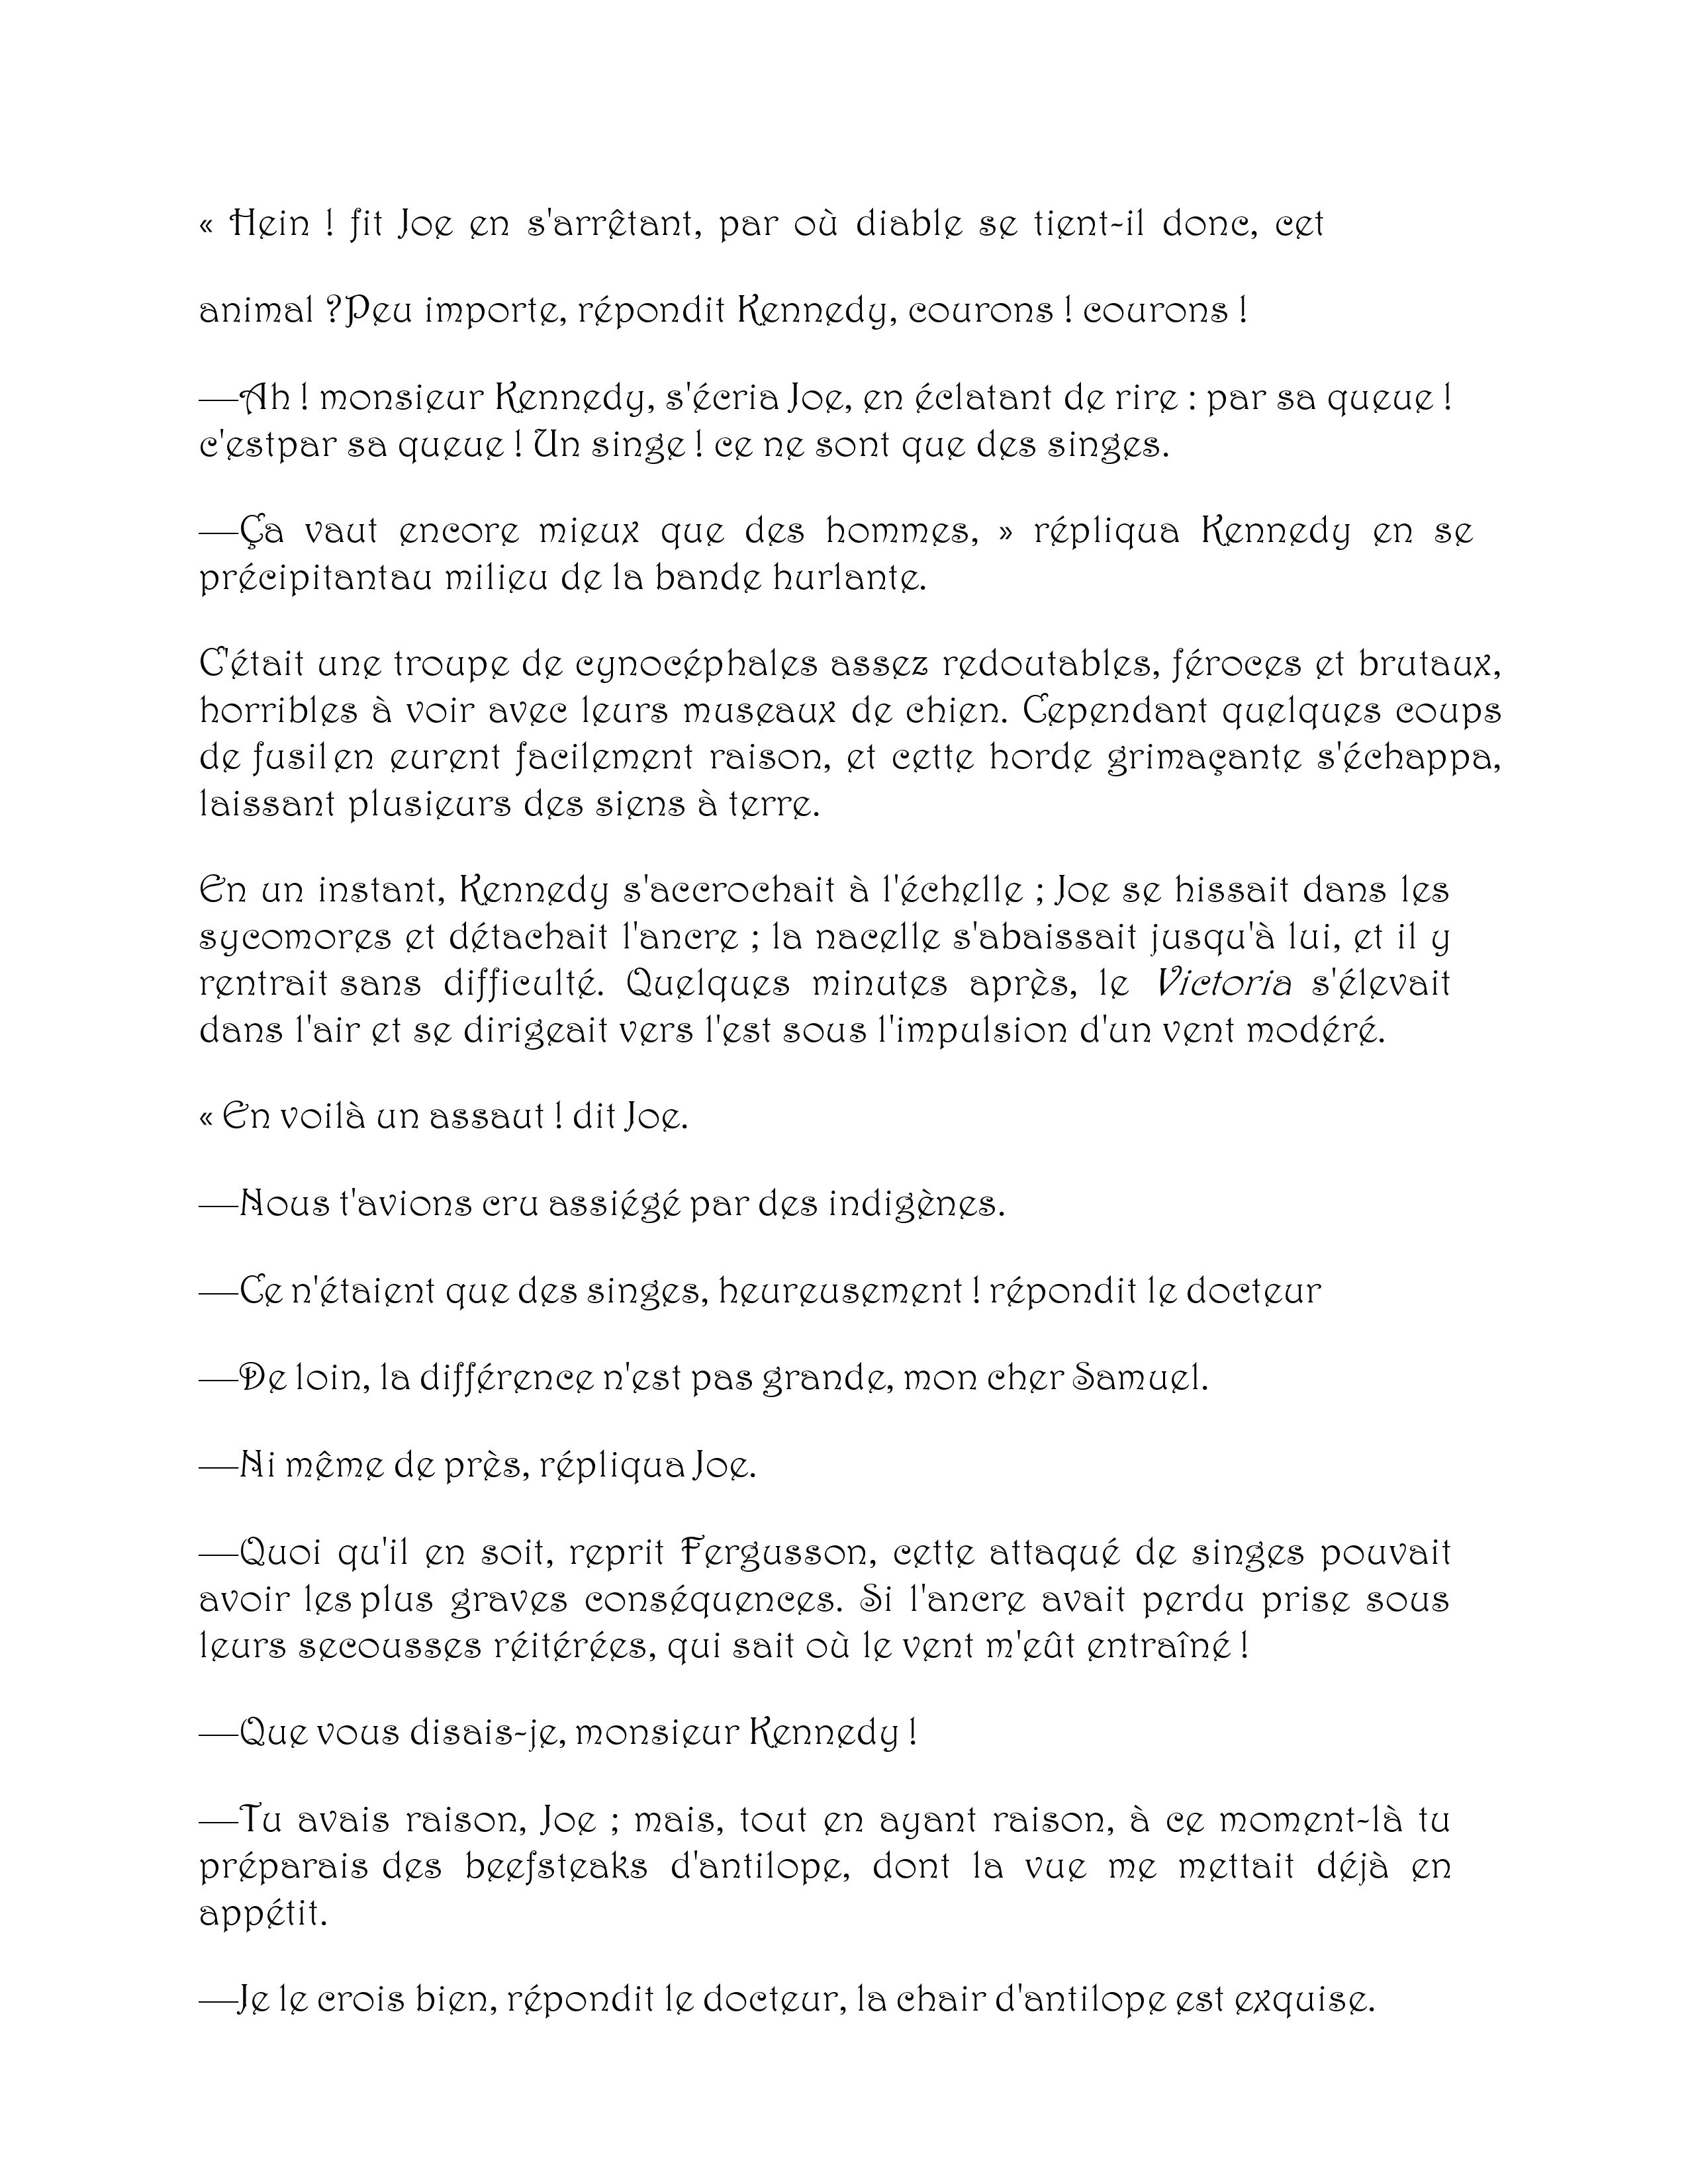 « Hein ! fit Joe en s'arrêtant, par où diable se tient-il donc, cet
animal ?Peu importe, répondit Kennedy, courons ! courons !
—Ah ! monsieur Kennedy, s'écria Joe, en éclatant de rire : par sa queue !
c'estpar sa queue ! Un singe ! ce ne sont que des singes.
—Ça vaut encore mieux que des hommes, » répliqua Kennedy en se
précipitantau milieu de la bande hurlante.
C'était une troupe de cynocéphales assez redoutables, féroces et brutaux,
horribles à voir avec leurs museaux de chien. Cependant quelques coups
de fusil en eurent facilement raison, et cette horde grimaçante s'échappa,
laissant plusieurs des siens à terre.
En un instant, Kennedy s'accrochait à l'échelle ; Joe se hissait dans les
sycomores et détachait l'ancre ; la nacelle s'abaissait jusqu'à lui, et il y
rentrait sans difficulté. Quelques minutes après, le Victoria s'élevait
dans l'air et se dirigeait vers l'est sous l'impulsion d'un vent modéré.
« En voilà un assaut ! dit Joe.
—Nous t'avions cru assiégé par des indigènes.
—Ce n'étaient que des singes, heureusement ! répondit le docteur
—De loin, la différence n'est pas grande, mon cher Samuel.
—Ni même de près, répliqua Joe.
—Quoi qu'il en soit, reprit Fergusson, cette attaqué de singes pouvait
avoir les plus graves conséquences. Si l'ancre avait perdu prise sous
leurs secousses réitérées, qui sait où le vent m'eût entraîné !
—Que vous disais-je, monsieur Kennedy !
—Tu avais raison, Joe ; mais, tout en ayant raison, à ce moment-là tu
préparais des beefsteaks d'antilope, dont la vue me mettait déjà en
appétit.
—Je le crois bien, répondit le docteur, la chair d'antilope est exquise.